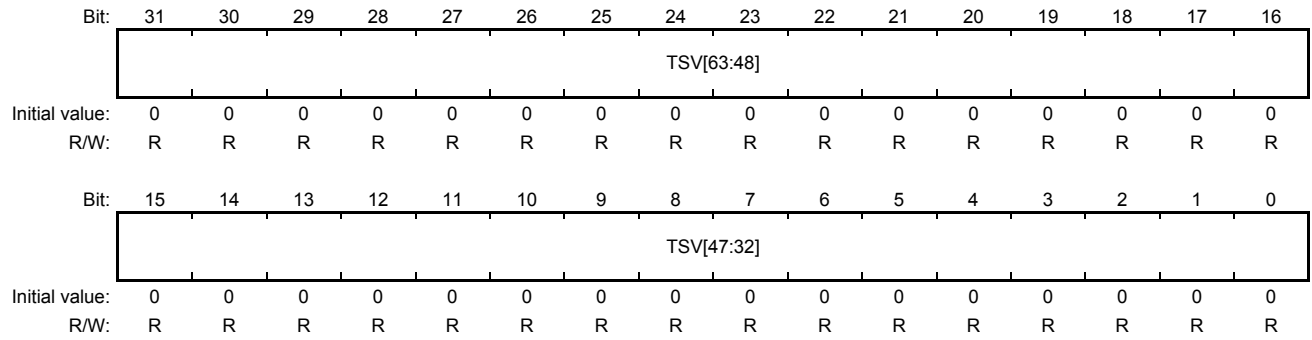 Bit: 31 30 29 28 27 26 25 24 23 22 21 20 19 18 17 16
TSV[63:48]
Initial value: 0 0 0 0 0 0 0 0 0 0 0 0 0 0 0 0
R/W: R R R R R R R R R R R R R R R R
Bit: 15 14 13 12 11 10 9 8 7 6 5 4 3 2 1 0
TSV[47:32]
Initial value: 0 0 0 0 0 0 0 0 0 0 0 0 0 0 0 0
R/W: R R R R R R R R R R R R R R R R